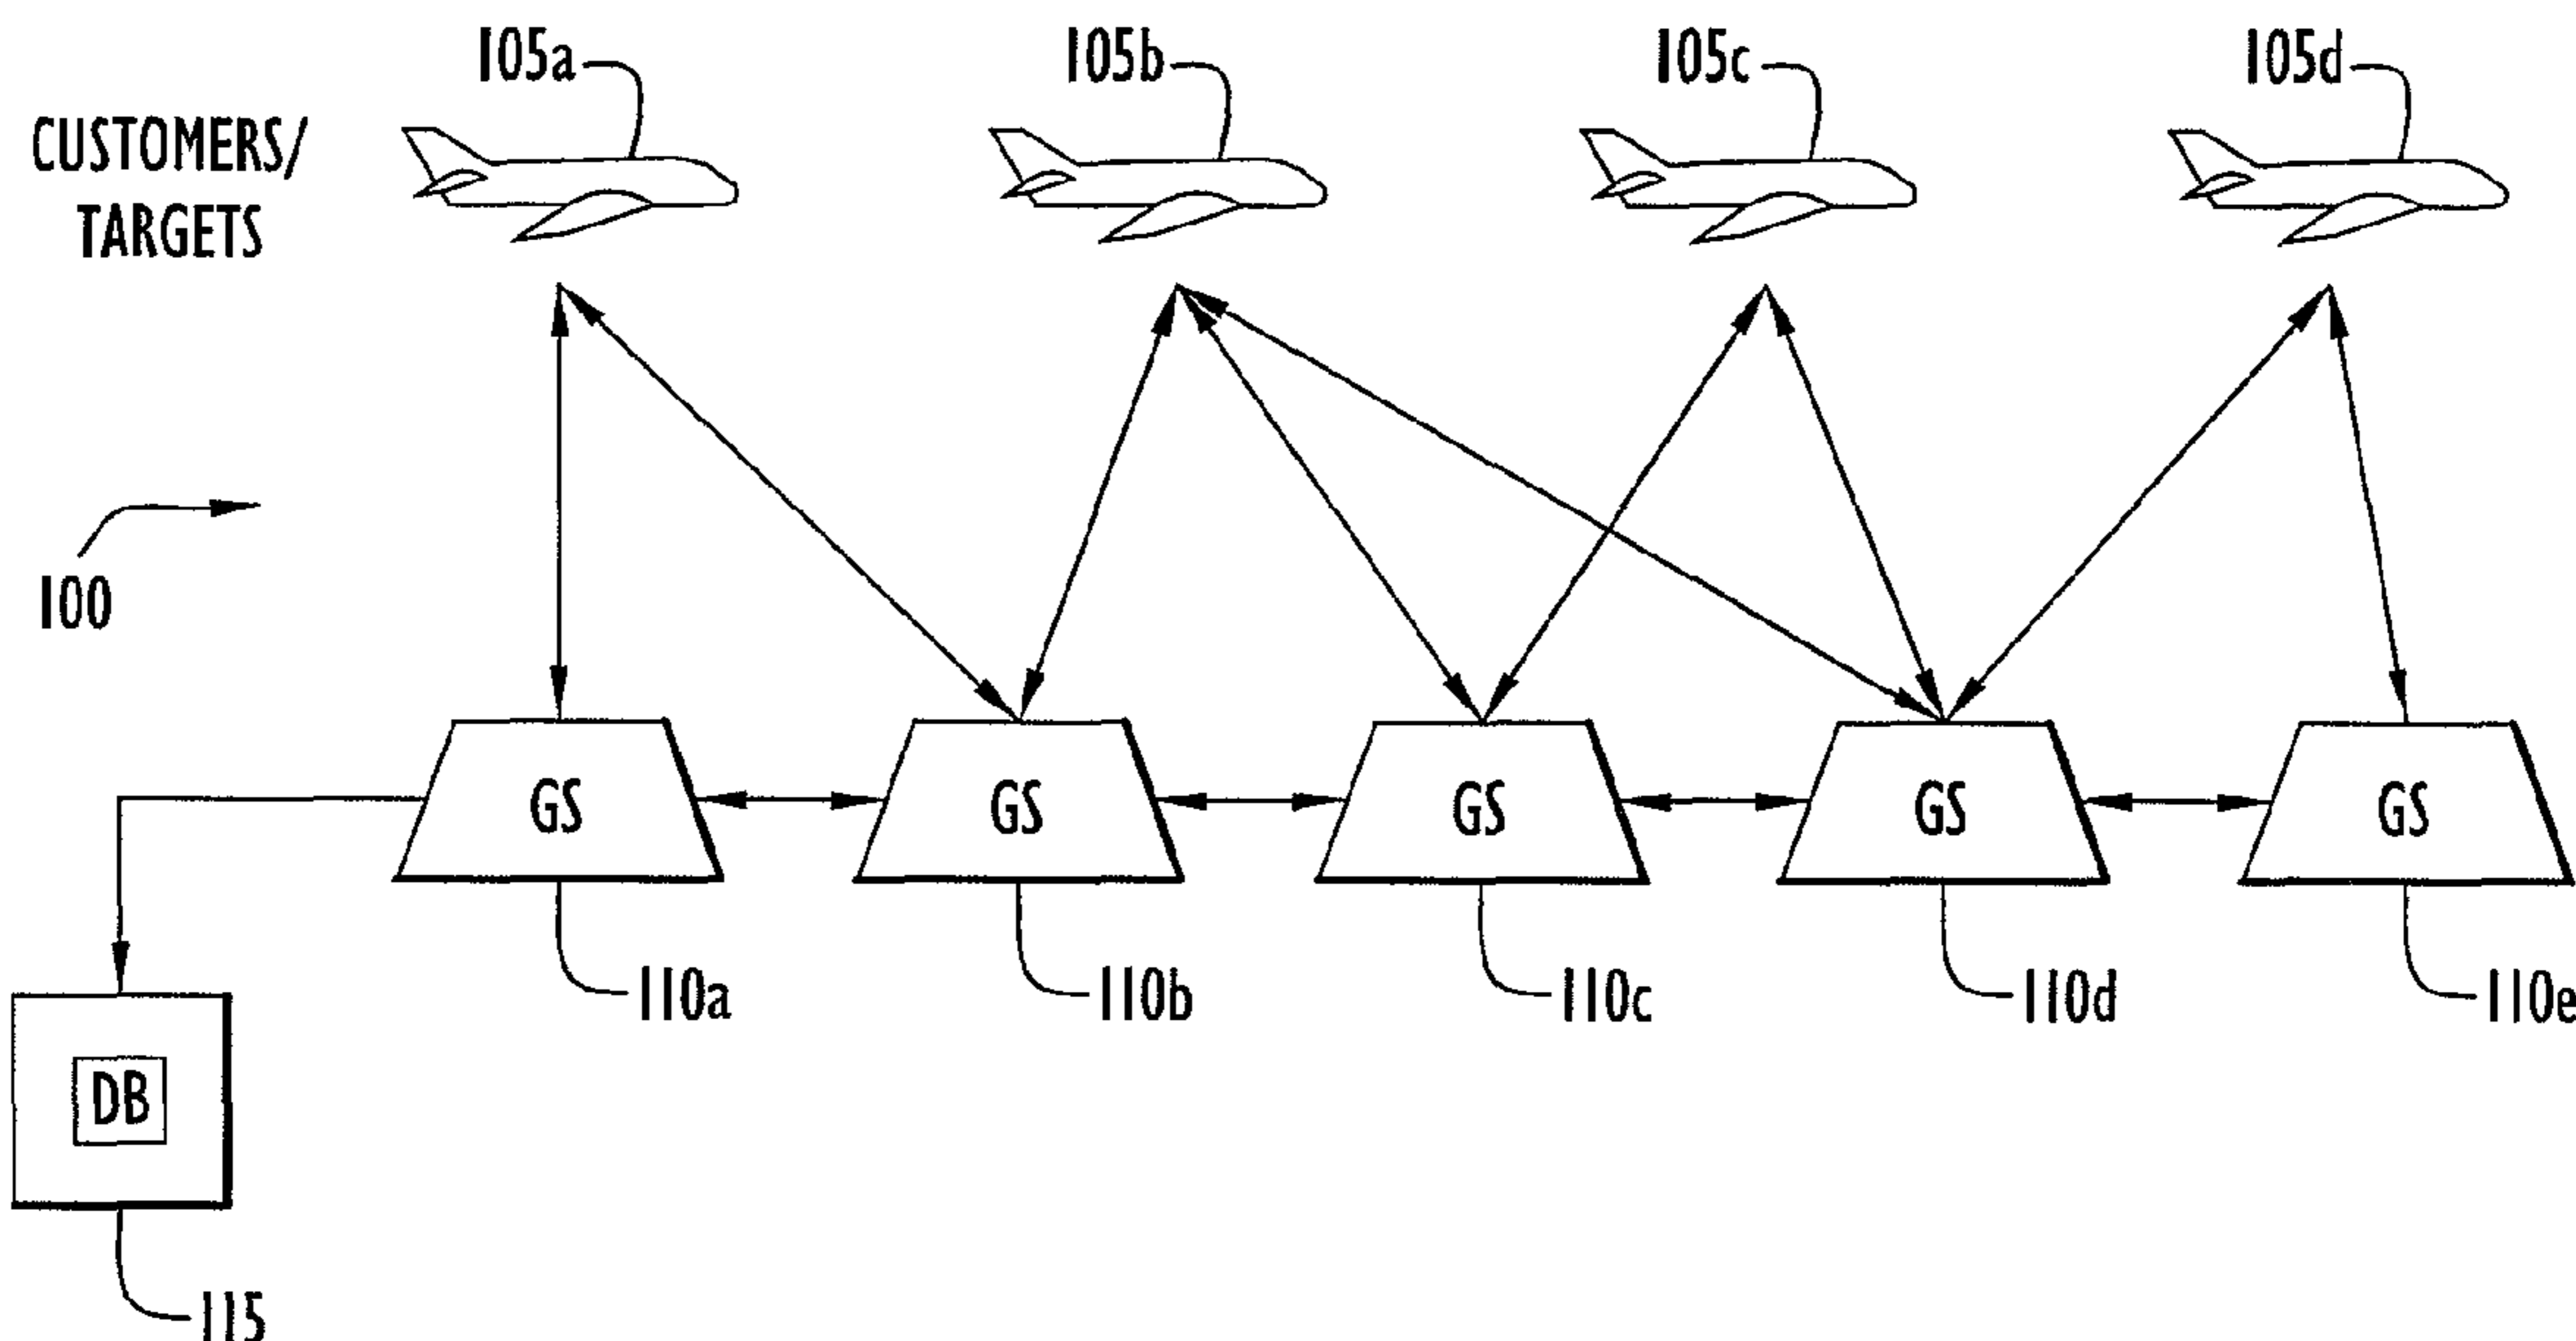 105a
105b
105c
105d
CUSTOMERS/
TARGETS
100
GS
GS
GS
GS
GS
110a
110b
110c
110d
110e
DB
115